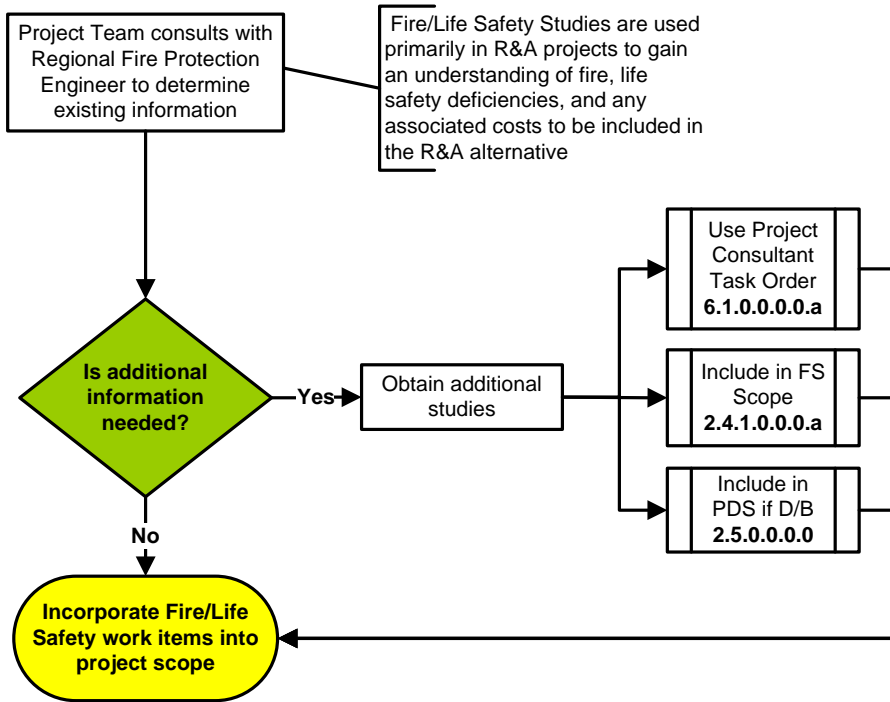 Project Team consults with
Regional Fire Protection
Engineer to determine
existing information
Fire/Life Safety Studies are used
primarily in R&A projects to gain
an understanding of fire, life
safety deficiencies, and any
associated costs to be included in
the R&A alternative
Is additional
information
needed?
Yes
Obtain additional
studies
Use Project
Consultant
Task Order
6.1.0.0.0.0.a
Include in FS
Scope
2.4.1.0.0.0.a
Include in
PDS if D/B
2.5.0.0.0.0
No
Incorporate Fire/Life
Safety work items into
project scope